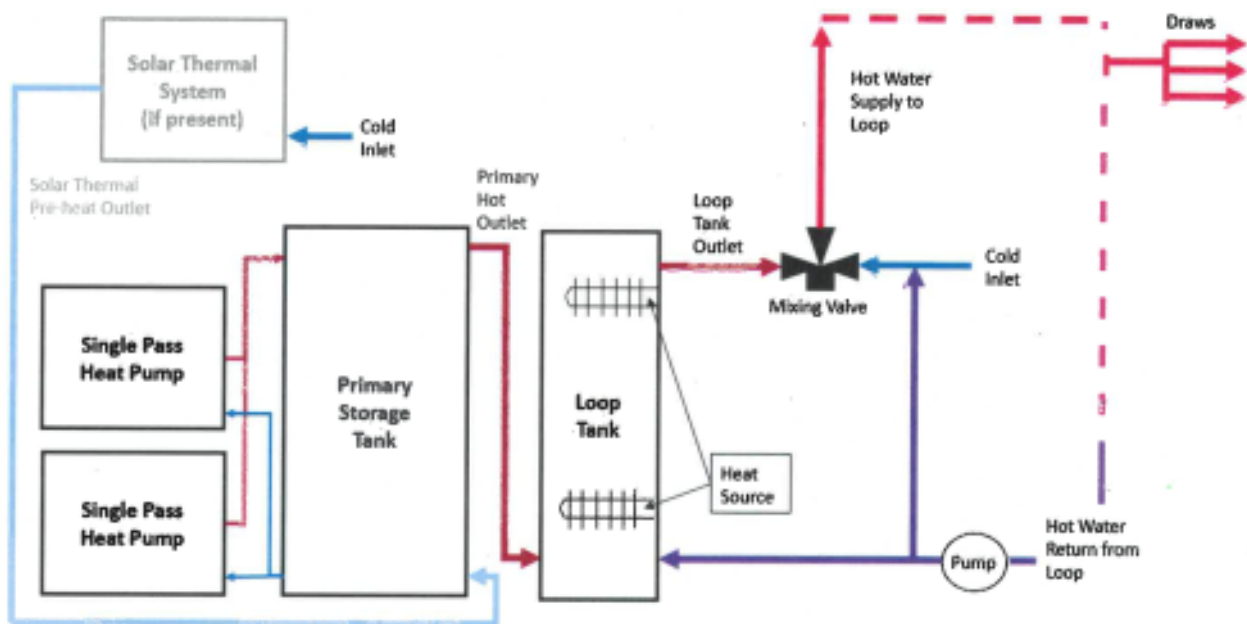 Solar Thermal
System
(if present)
Cold
Inlet
Solar Thermal
Pre-heat Outlet
Primary
Hot
Outlet
Loop
Tank
Outlet
Hot Water
Supply to
Loop
Draws
Cold
Inlet
Mixing Valve
Single Pass
Heat Pump
Primary
Storage
Tank
Loop
Tank
Single Pass
Heat Pump
Heat
Source
Pump
Hot Water
Return from
Loop